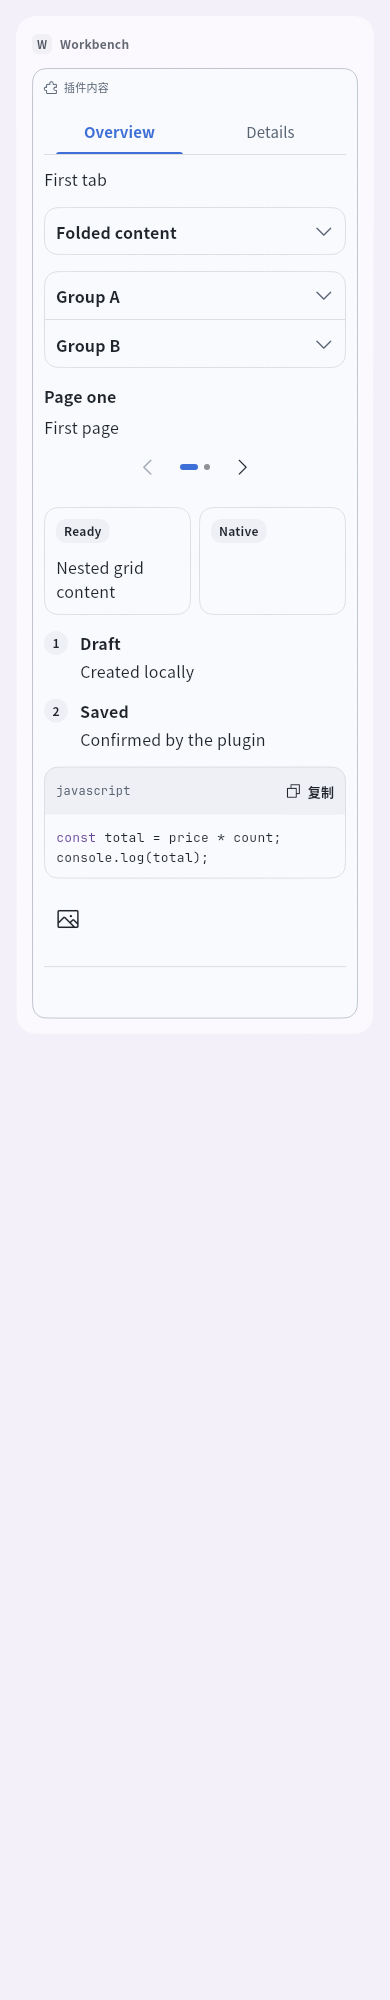 W Workbench
插件内容
Overview Details
First tab
Folded content
Group A
Group B
Page one
First page
Ready Native
Nested grid
content
1 Draft
Created locally
2 Saved
Confirmed by the plugin
javascript 复制
const total = price * count;
console.log(total);